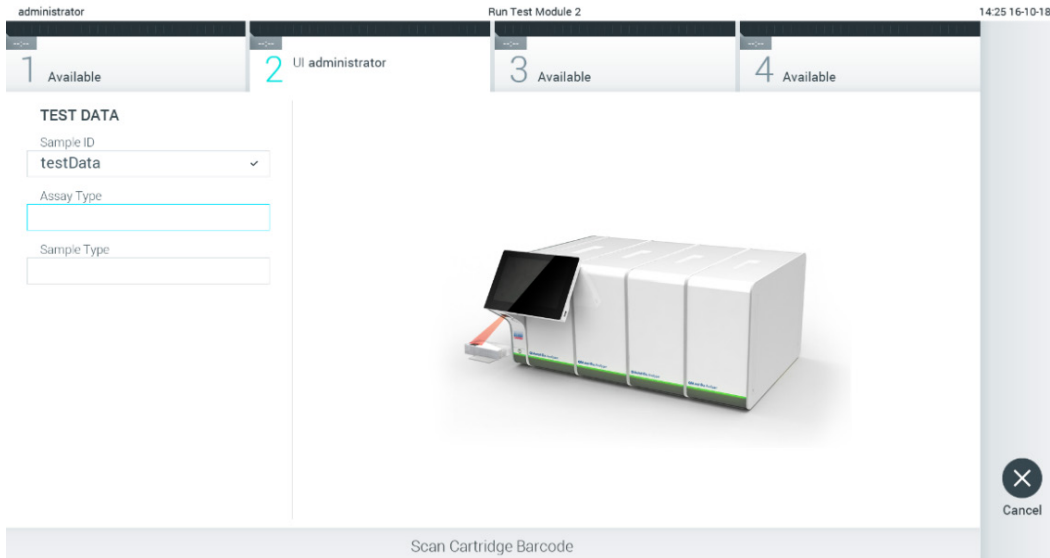 administrator Run Test Module 2 14:25 16-10-18
--:-- --:-- --:-- --:--
1 Available 2 UI administrator 3 Available 4 Available
TEST DATA
Sample ID
testData
Assay Type
Sample Type
Cancel
Scan Cartridge Barcode